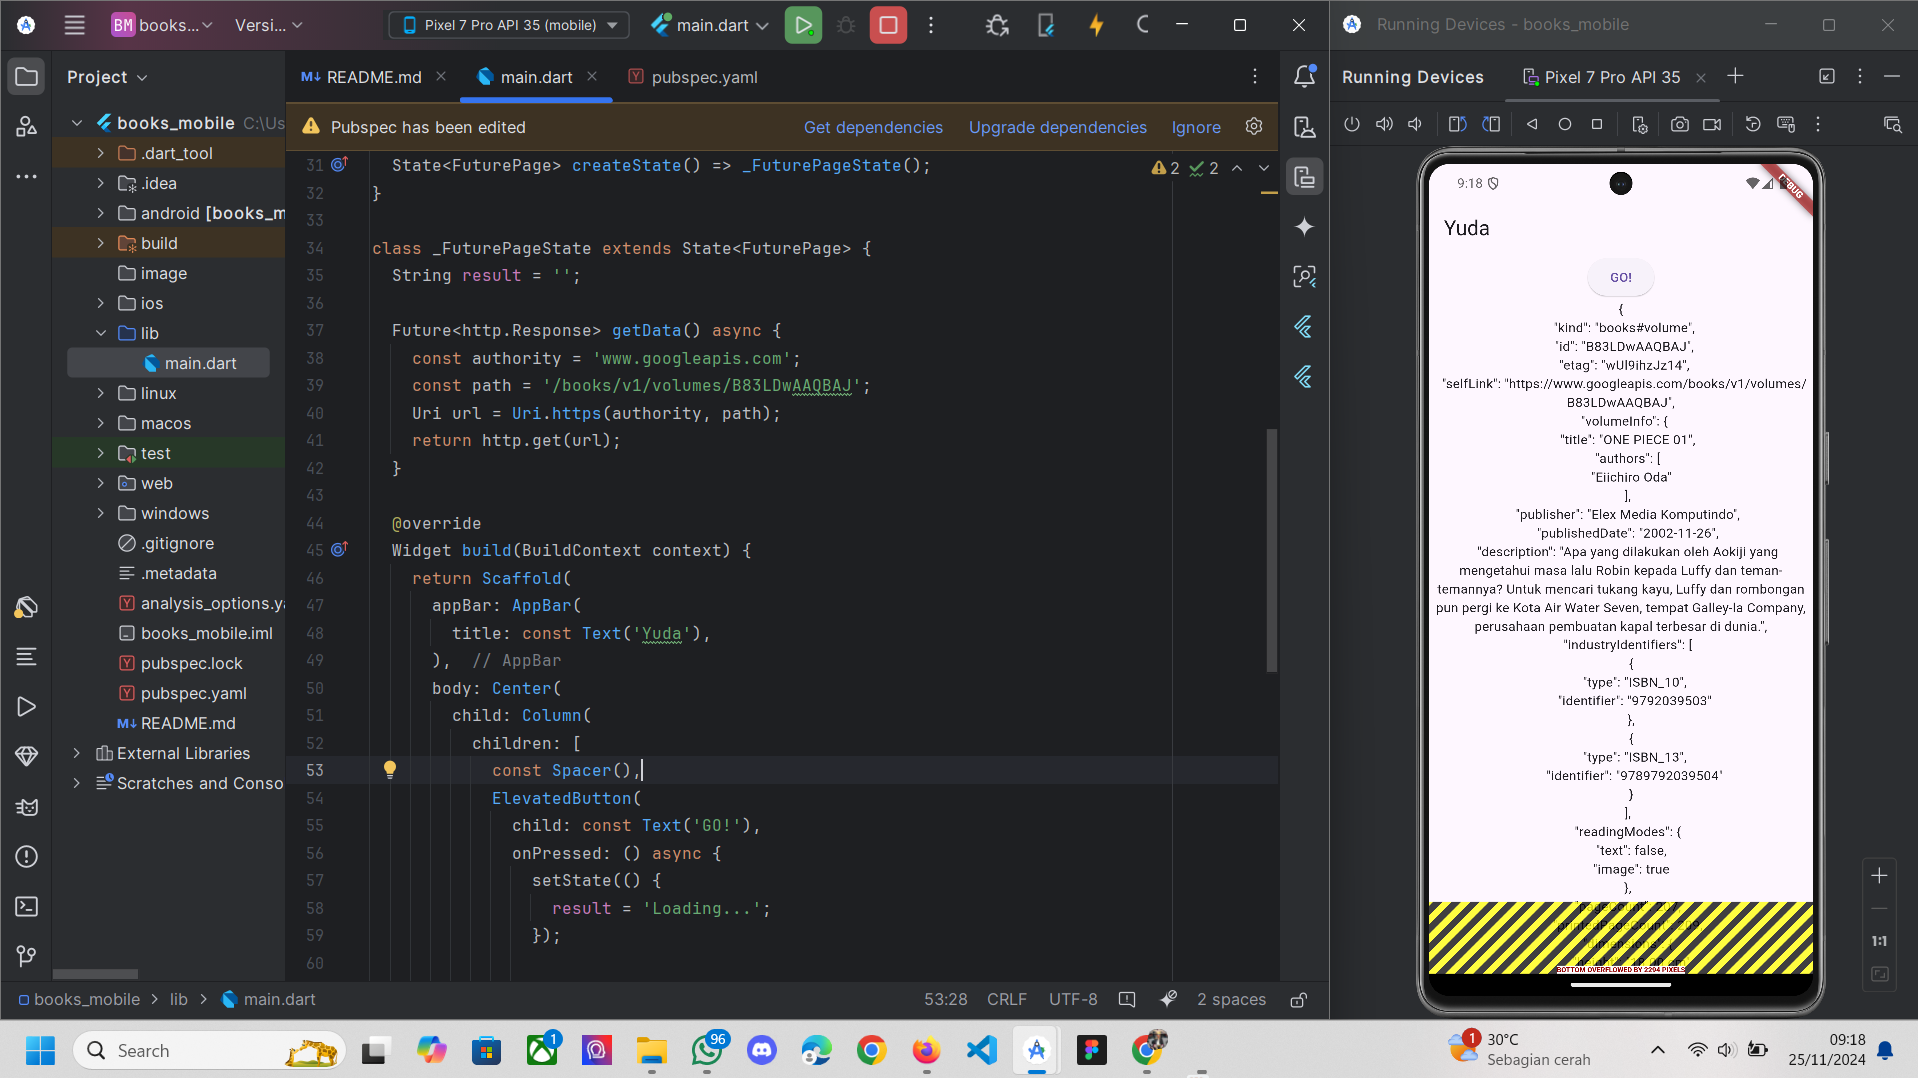 BM books... Versi... Pixel 7 Pro API 35 (mobile) main.dart
Running Devices - books_mobile
Project
README.md main.dart pubspec.yaml
Running Devices Pixel 7 Pro API 35
Pubspec has been edited Get dependencies Upgrade dependencies Ignore
books_mobile C:\Us
.dart_tool
.idea
android [books_m
build
image
ios
lib
main.dart
linux
macos
test
web
windows
.gitignore
.metadata
analysis_options.ya
books_mobile.iml
pubspec.lock
pubspec.yaml
README.md
External Libraries
Scratches and Conso
2 2
31 State<FuturePage> createState() => _FuturePageState();
32 }
33
34 class _FuturePageState extends State<FuturePage> {
35 String result = '';
36
37 Future<http.Response> getData() async {
38 const authority = 'www.googleapis.com';
39 const path = '/books/v1/volumes/B83LDwAAQBAJ';
40 Uri url = Uri.https(authority, path);
41 return http.get(url);
42 }
43
44 @override
45 Widget build(BuildContext context) {
46 return Scaffold(
47 appBar: AppBar(
48 title: const Text('Yuda'),
49 ), // AppBar
50 body: Center(
51 child: Column(
52 children: [
53 const Spacer(),
54 ElevatedButton(
55 child: const Text('GO!'),
56 onPressed: () async {
57 setState(() {
58 result = 'Loading...';
59 });
60
9:18
DEBUG
Yuda
GO!
{
"kind": "books#volume",
"id": "B83LDwAAQBAJ",
"etag": "wUl9ihzJz14",
"selfLink": "https://www.googleapis.com/books/v1/volumes/
B83LDwAAQBAJ",
"volumeInfo": {
"title": "ONE PIECE 01",
"authors": [
"Eiichiro Oda"
],
"publisher": "Elex Media Komputindo",
"publishedDate": "2002-11-26",
"description": "Apa yang dilakukan oleh Aokiji yang
mengetahui masa lalu Robin kepada Luffy dan teman-
temannya? Untuk mencari tukang kayu, Luffy dan rombongan
pun pergi ke Kota Air Water Seven, tempat Galley-la Company,
perusahaan pembuatan kapal terbesar di dunia.",
"industryIdentifiers": [
{
"type": "ISBN_10",
"identifier": "9792039503"
},
{
"type": "ISBN_13",
"identifier": "9789792039504"
}
],
"readingModes": {
"text": false,
"image": true
},
"pageCount": 207,
"printedPageCount": 209,
"dimensions": {
BOTTOM OVERFLOWED BY 2294 PIXELS
1:1
books_mobile > lib > main.dart
53:28 CRLF UTF-8 2 spaces
Search
1
96
1
30°C
Sebagian cerah
09:18
25/11/2024